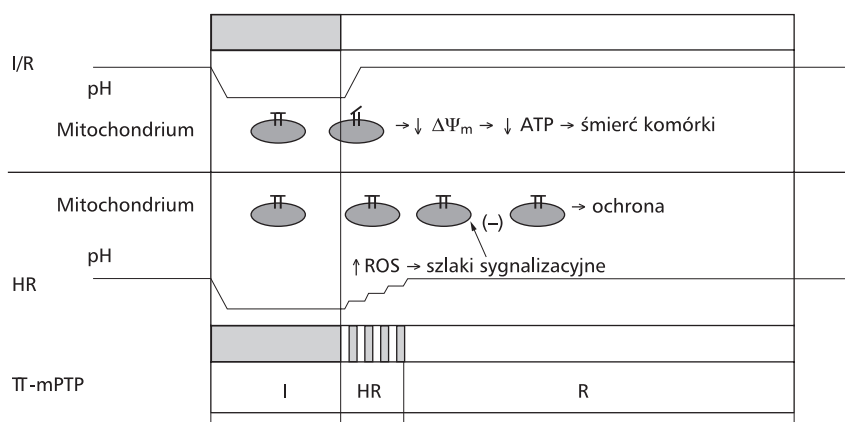 I/R
pH
Mitochondrium → ↓ ΔΨm → ↓ ATP → śmierć komórki
Mitochondrium (–) → ochrona
pH
↑ ROS → szlaki sygnalizacyjne
HR
-mPTP
I HR R